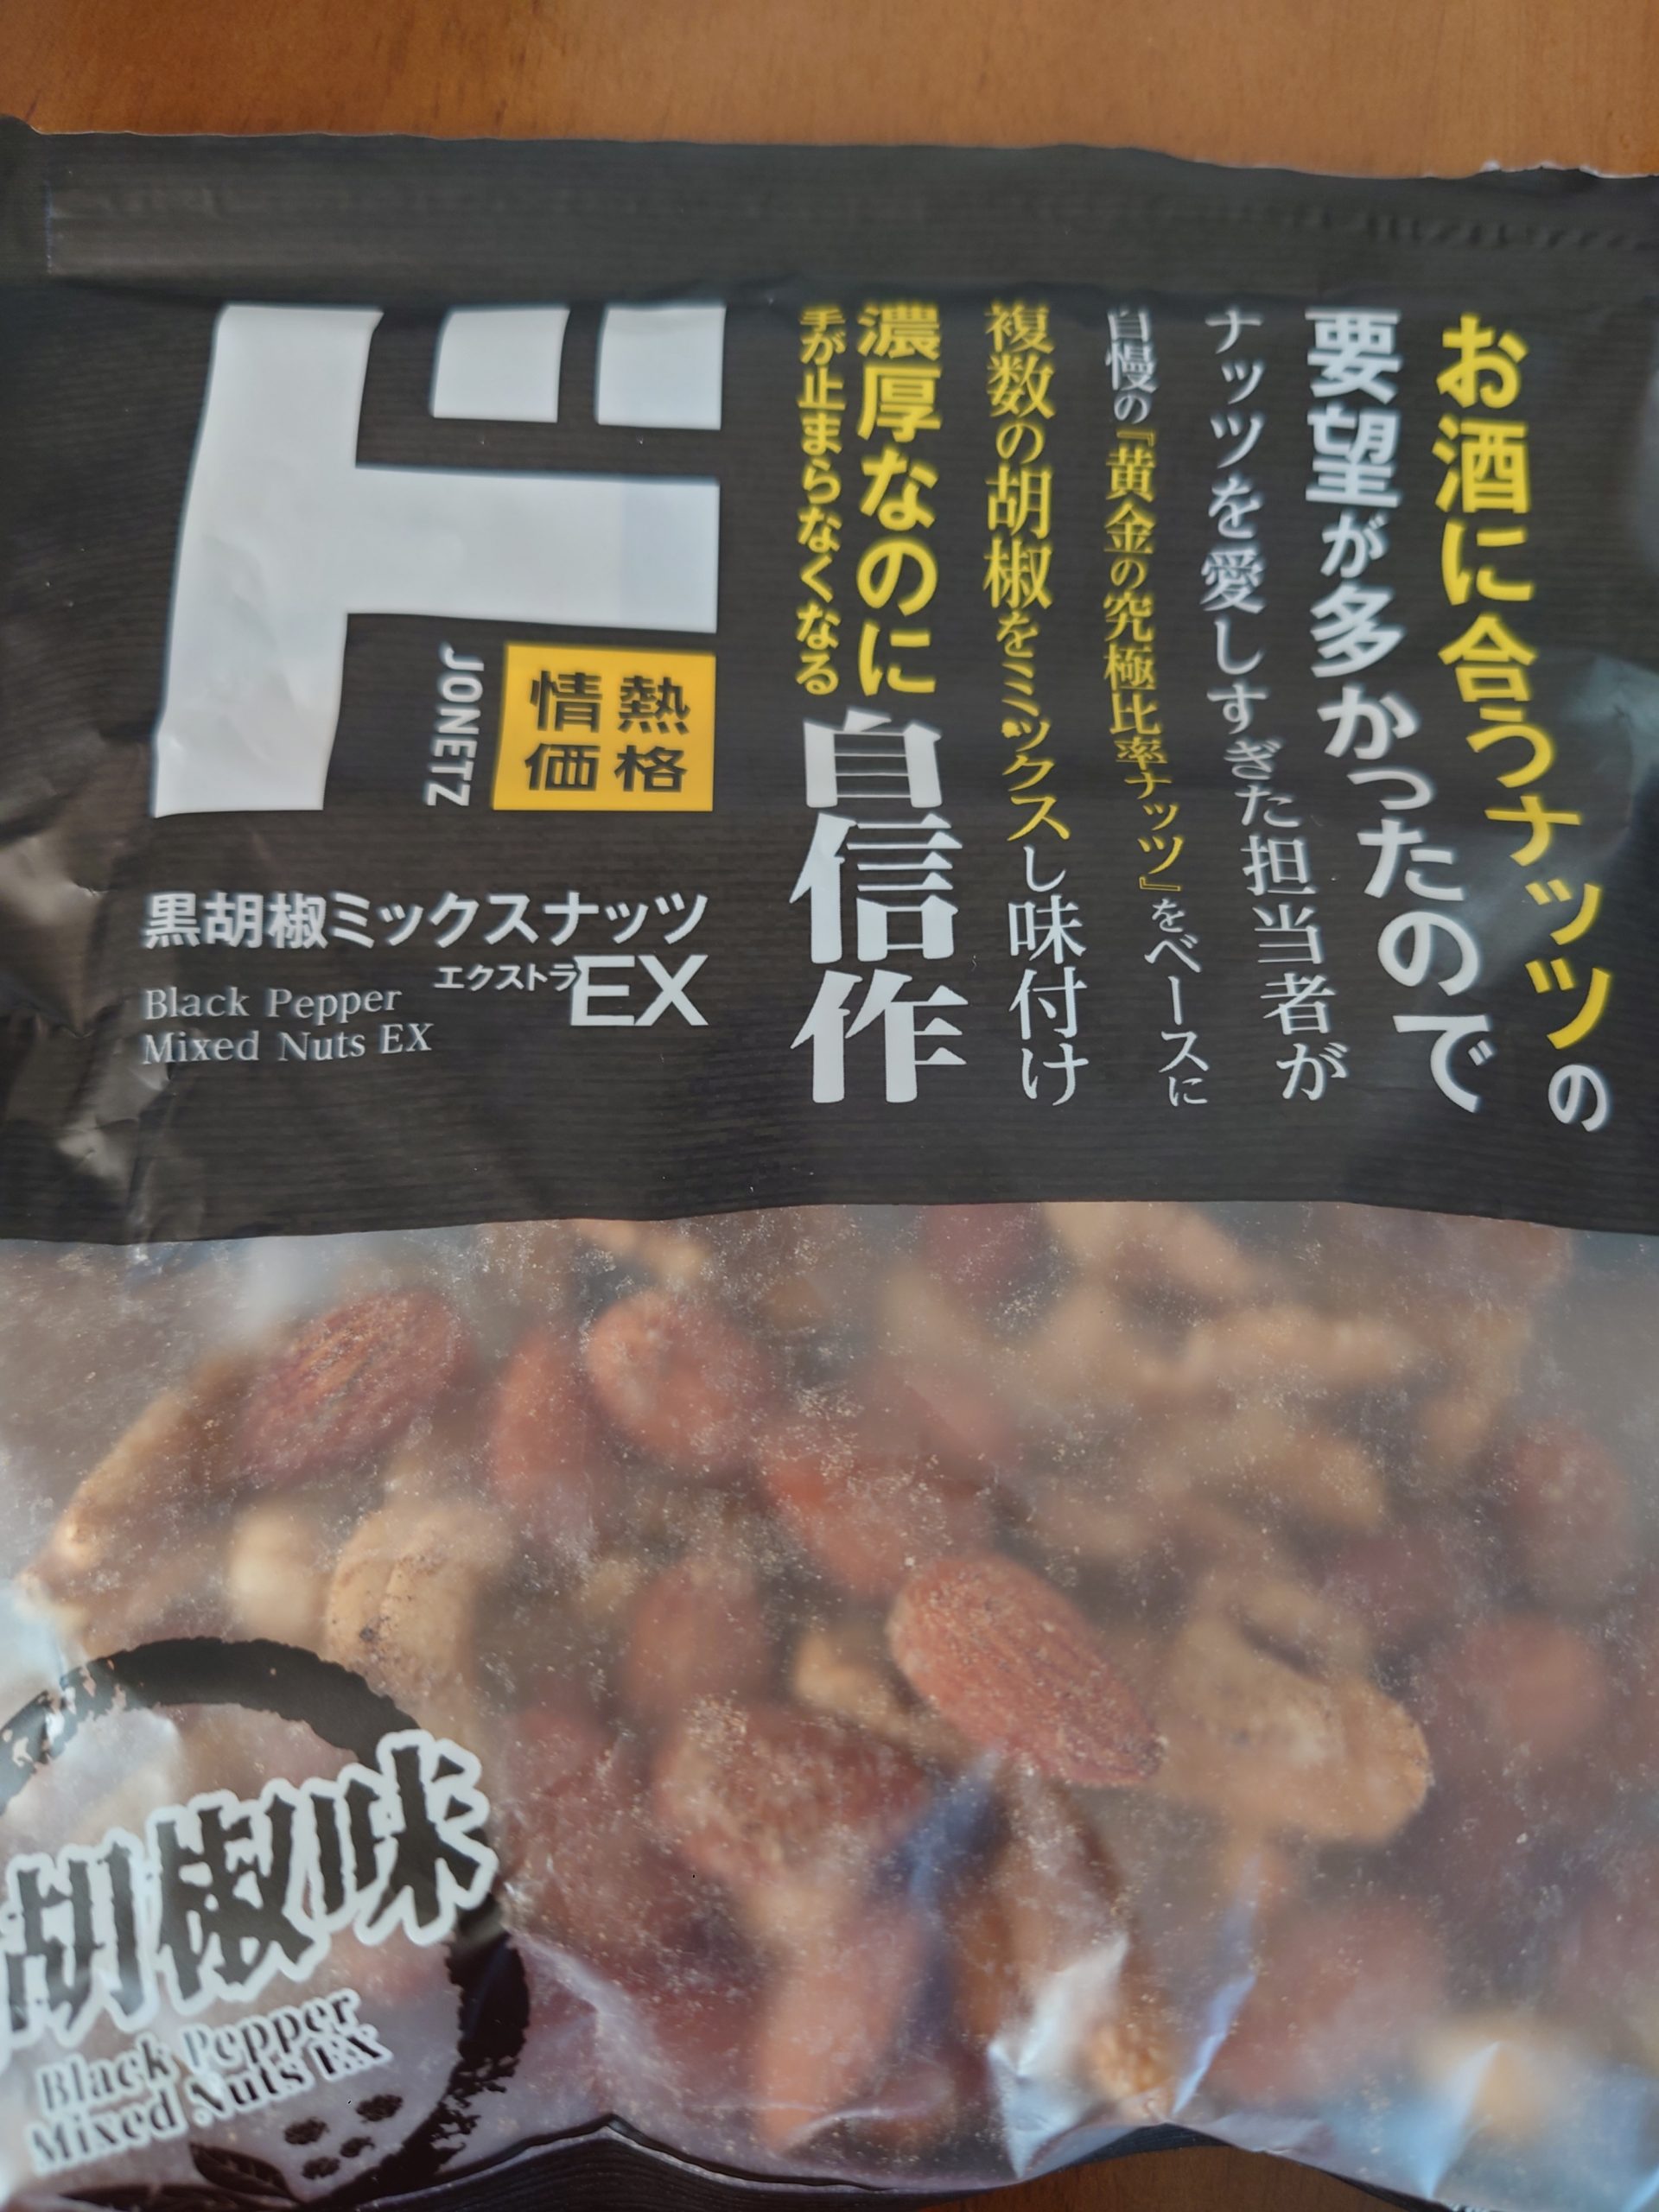 お酒に合うナッツの
要望が多かったので
ナッツを愛しすぎた担当者が
自慢の『黄金の究極比率ナッツ』をベースに
複数の胡椒をミックスし味付け
濃厚なのに
手が止まらなくなる
自信作
ド
情熱
価格
JONETZ
黒胡椒ミックスナッツ
エクストラEX
Black Pepper
Mixed Nuts EX
胡椒味
Black Pepper
Mixed Nuts EX